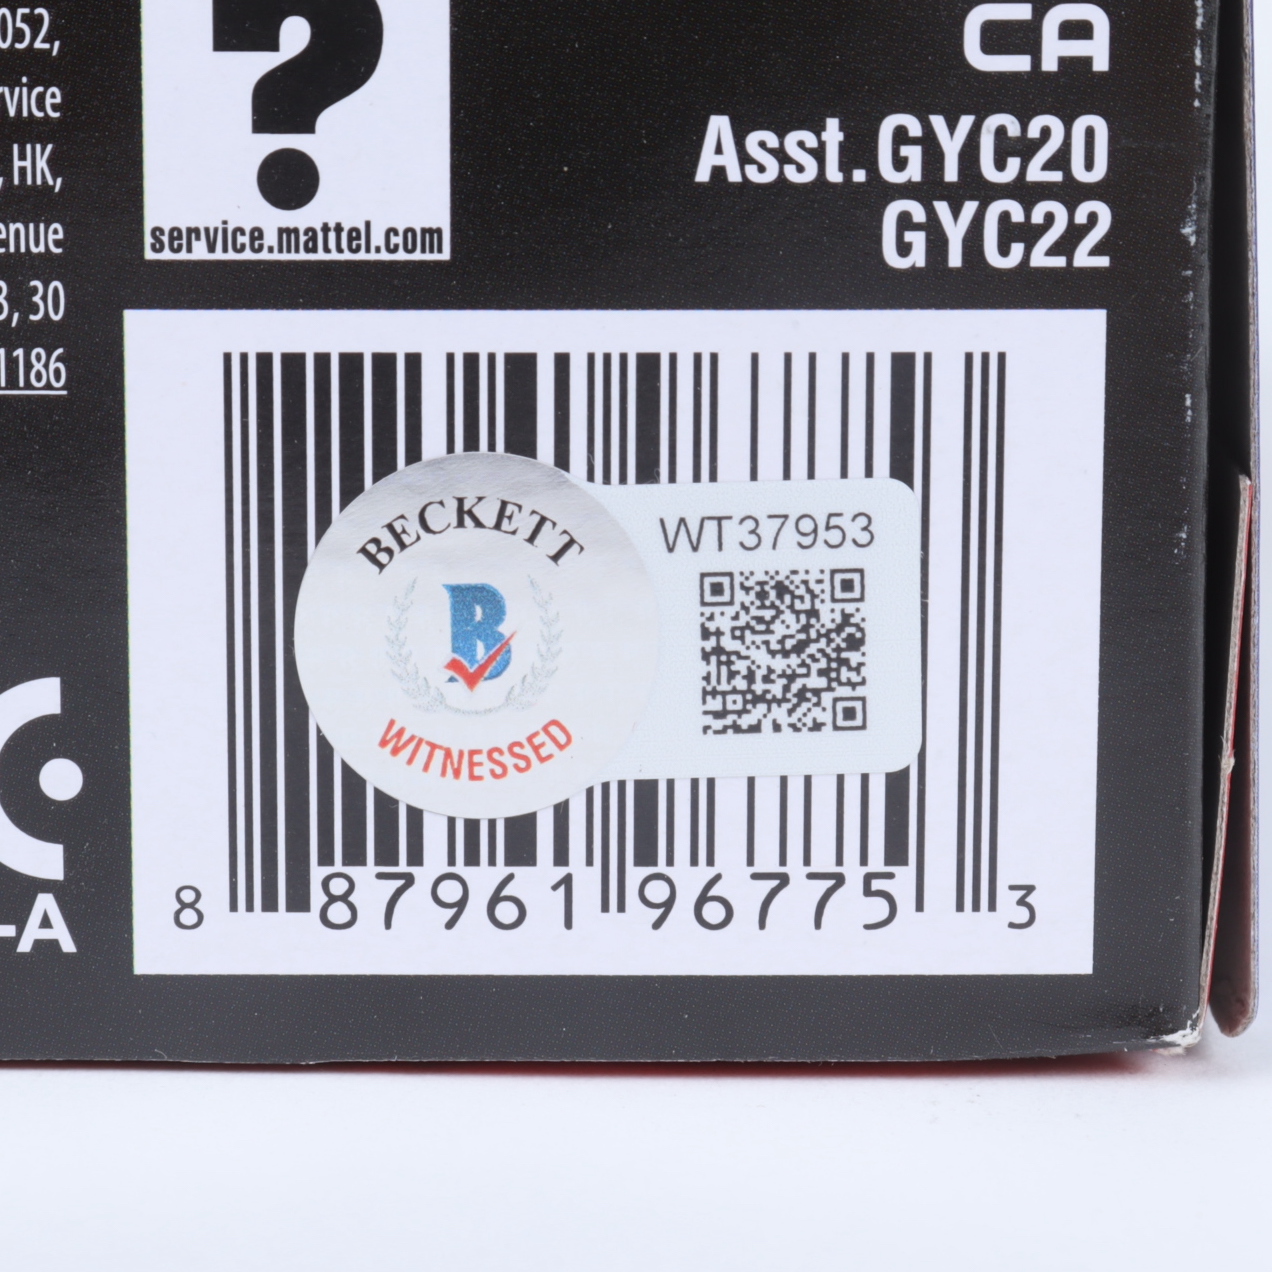 052,
rvice
, HK,
enue
3, 30
1186
?
service.mattel.com
CA
Asst.GYC20
GYC22
BECKETT
B
WITNESSED
WT37953
8 87961 96775 3
-A